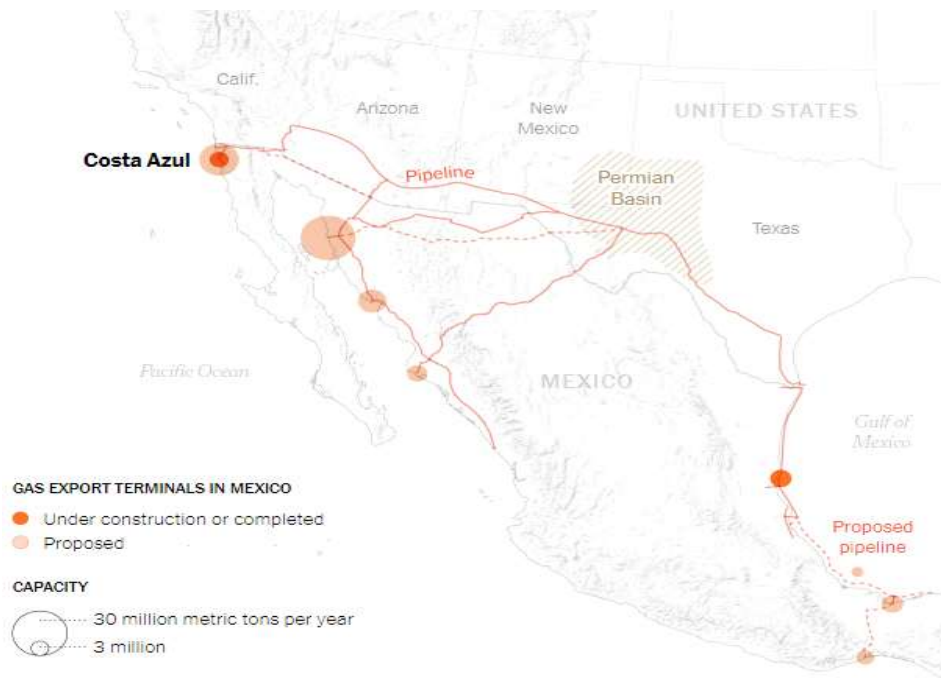 Calif.
Arizona
New
Mexico
UNITED STATES
Costa Azul
Pipeline
Permian
Basin
Texas
Pacific Ocean
MEXICO
Gulf of
Mexico
GAS EXPORT TERMINALS IN MEXICO
Under construction or completed
Proposed
Proposed
pipeline
CAPACITY
30 million metric tons per year
3 million